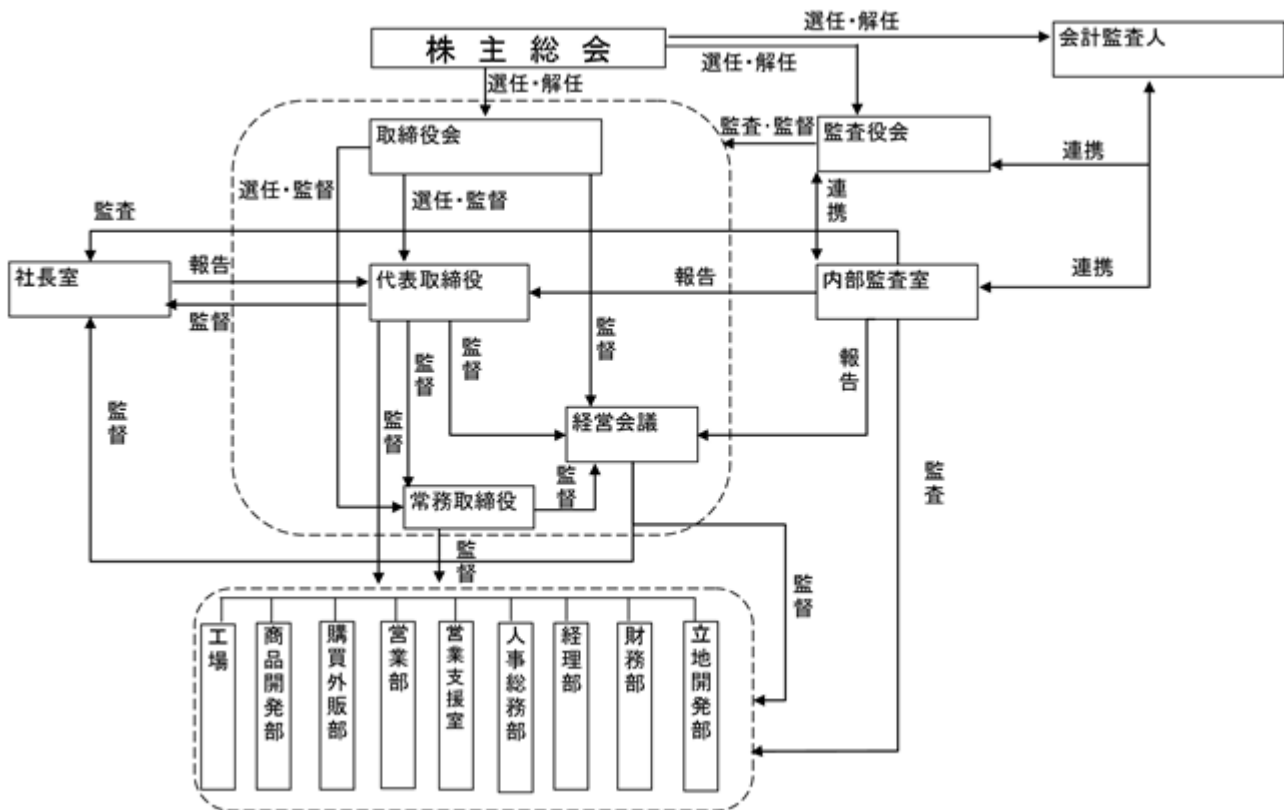 選任・解任
株主総会
会計監査人
選任・解任
選任・解任
取締役会
監査・監督
監査役会
連携
選任・監督
選任・監督
連携
監査
社長室
報告
代表取締役
報告
内部監査室
連携
監督
監督
監督
監督
監督
報告
監督
経営会議
監督
監査
常務取締役
監督
監督
工場
商品開発部
購買外販部
営業部
営業支援室
人事総務部
経理部
財務部
立地開発部